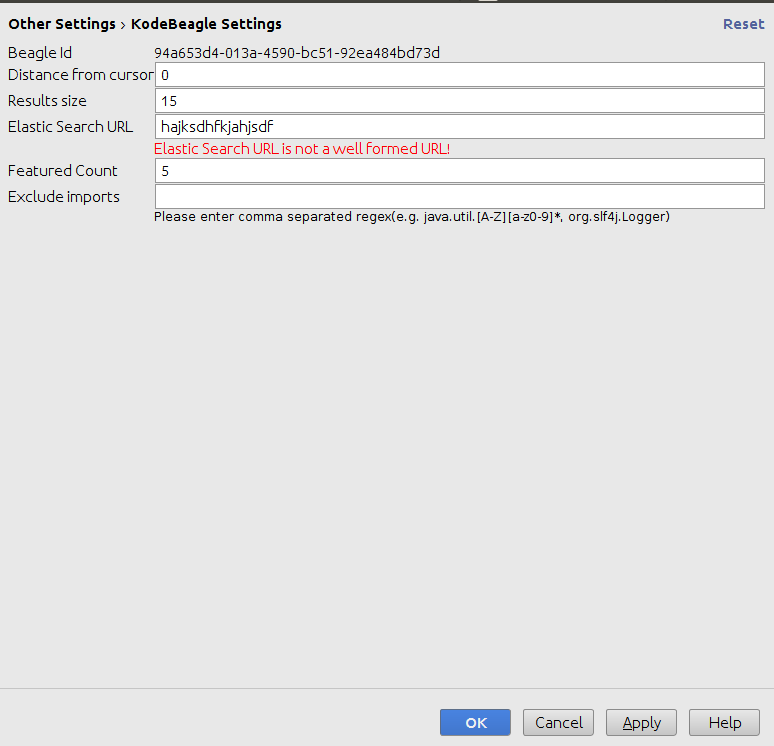 Other Settings › KodeBeagle Settings Reset
Beagle Id 94a653d4-013a-4590-bc51-92ea484bd73d
Distance from cursor 0
Results size 15
Elastic Search URL hajksdhfkjahjsdf
Elastic Search URL is not a well formed URL!
Featured Count 5
Exclude imports
Please enter comma separated regex(e.g. java.util.[A-Z][a-z0-9]*, org.slf4j.Logger)
OK Cancel Apply Help